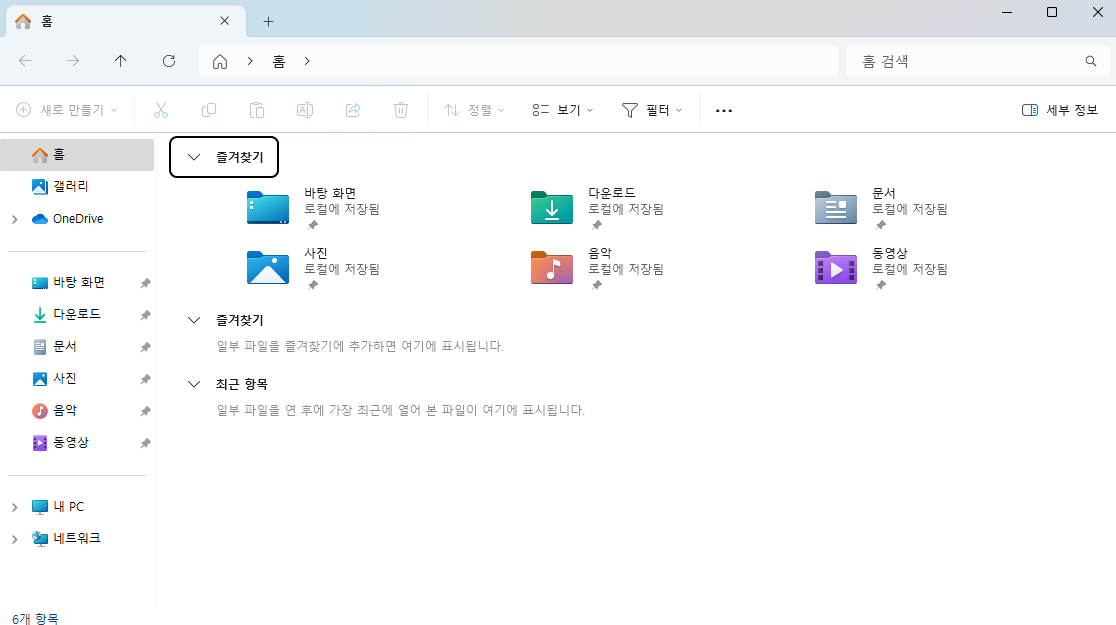 홈
홈
홈 검색
새로 만들기
정렬
보기
필터
세부 정보
홈
갤러리
OneDrive
바탕 화면
다운로드
문서
사진
음악
동영상
내 PC
네트워크
즐겨찾기
바탕 화면
로컬에 저장됨
다운로드
로컬에 저장됨
문서
로컬에 저장됨
사진
로컬에 저장됨
음악
로컬에 저장됨
동영상
로컬에 저장됨
즐겨찾기
일부 파일을 즐겨찾기에 추가하면 여기에 표시됩니다.
최근 항목
일부 파일을 연 후에 가장 최근에 열어 본 파일이 여기에 표시됩니다.
6개 항목